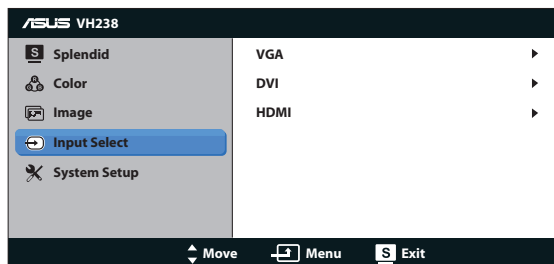 ASUS VH238
S Splendid
Color
Image
Input Select
System Setup
VGA
DVI
HDMI
Move Menu S Exit